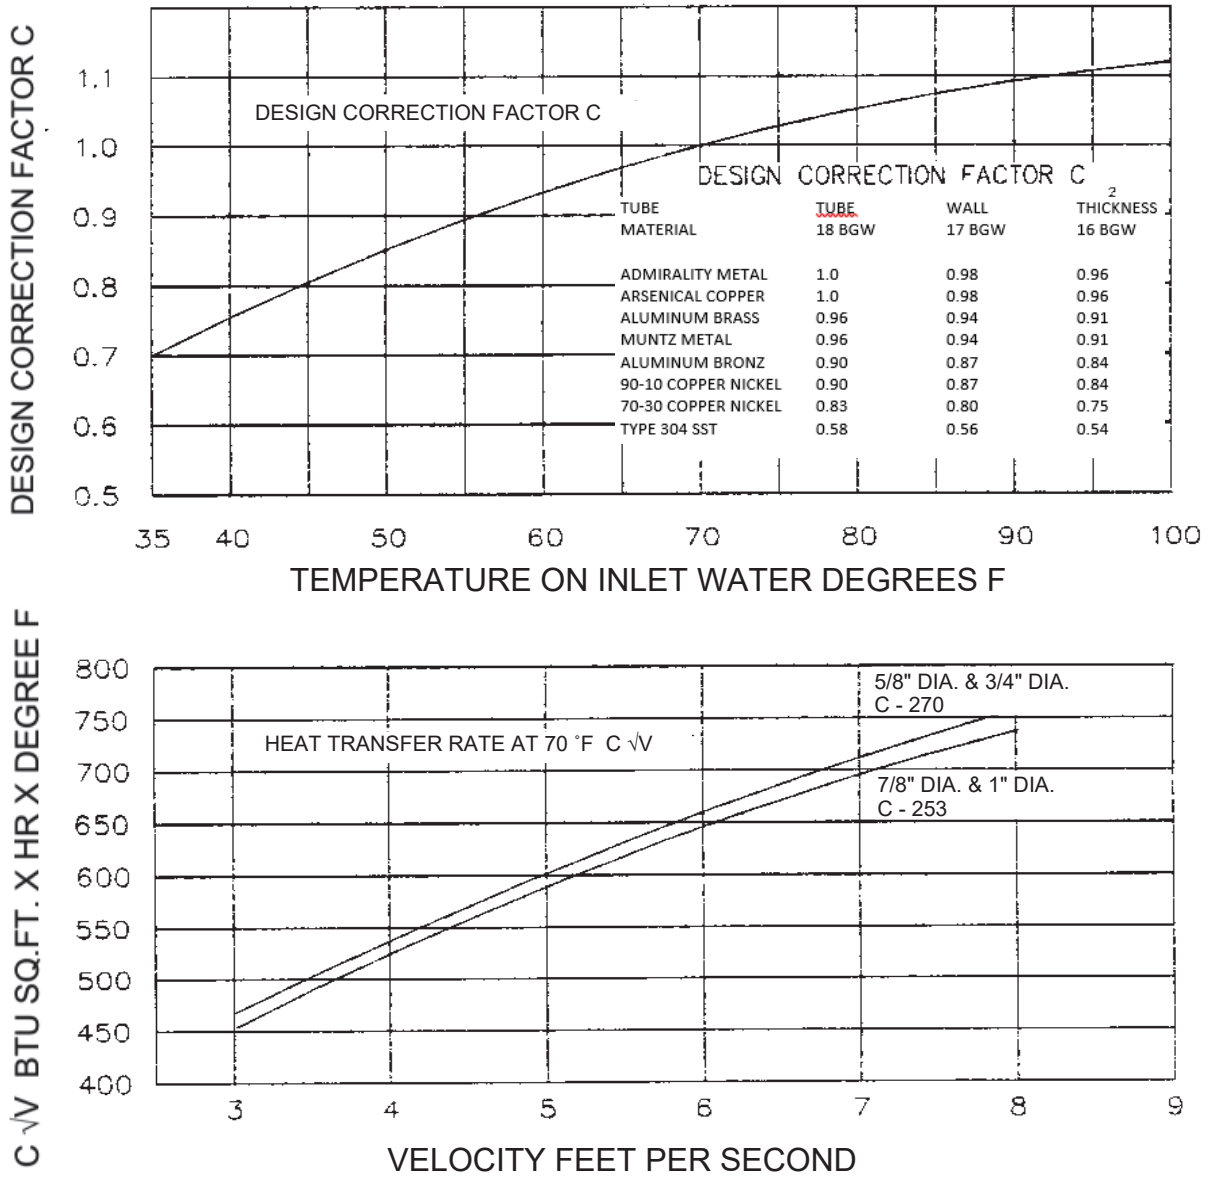 DESIGN CORRECTION FACTOR C
1.1
1.0
0.9
0.8
0.7
0.6
0.5
DESIGN CORRECTION FACTOR C
DESIGN CORRECTION FACTOR C
2
TUBE TUBE WALL THICKNESS
MATERIAL 18 BGW 17 BGW 16 BGW
ADMIRALITY METAL 1.0 0.98 0.96
ARSENICAL COPPER 1.0 0.98 0.96
ALUMINUM BRASS 0.96 0.94 0.91
MUNTZ METAL 0.96 0.94 0.91
ALUMINUM BRONZ 0.90 0.87 0.84
90-10 COPPER NICKEL 0.90 0.87 0.84
70-30 COPPER NICKEL 0.83 0.80 0.75
TYPE 304 SST 0.58 0.56 0.54
35 40 50 60 70 80 90 100
TEMPERATURE ON INLET WATER DEGREES F
C √V BTU SQ.FT. X HR X DEGREE F
800
750
700
650
600
550
500
450
400
HEAT TRANSFER RATE AT 70 °F C √V
5/8" DIA. & 3/4" DIA.
C - 270
7/8" DIA. & 1" DIA.
C - 253
3 4 5 6 7 8 9
VELOCITY FEET PER SECOND